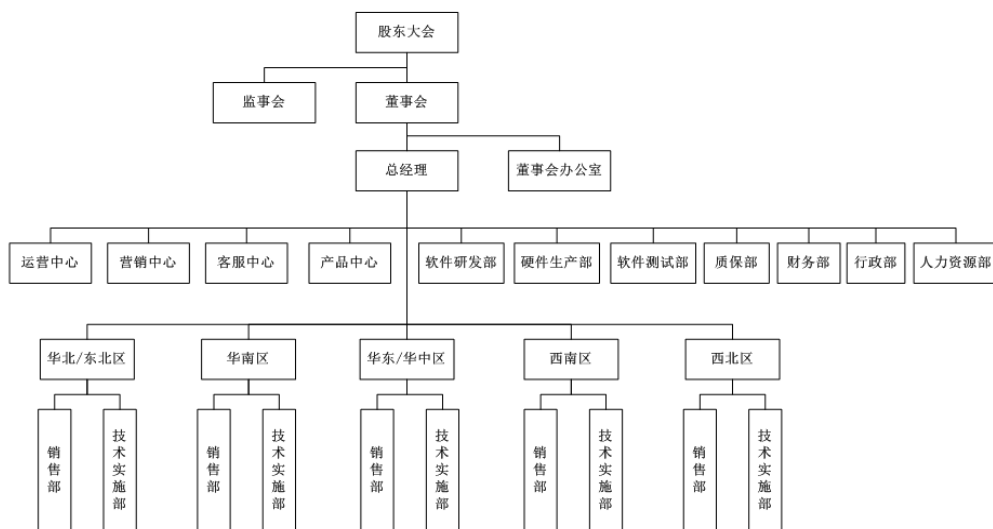 股东大会
监事会
董事会
总经理
董事会办公室
运营中心
营销中心
客服中心
产品中心
软件研发部
硬件生产部
软件测试部
质保部
财务部
行政部
人力资源部
华北/东北区
华南区
华东/华中区
西南区
西北区
销售部
技术实施部
销售部
技术实施部
销售部
技术实施部
销售部
技术实施部
销售部
技术实施部